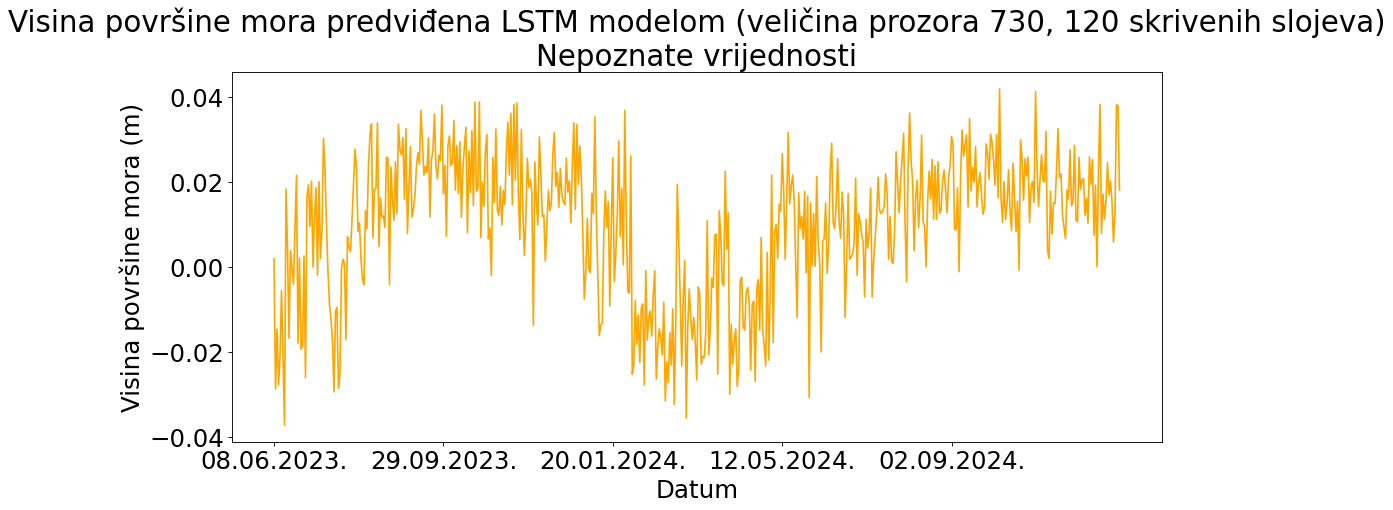 Visina površine mora predviđena LSTM modelom (veličina prozora 730, 120 skrivenih slojeva)
Nepoznate vrijednosti
Visina površine mora (m)
0.04
0.02
0.00
−0.02
−0.04
08.06.2023.
29.09.2023.
20.01.2024.
12.05.2024.
02.09.2024.
Datum